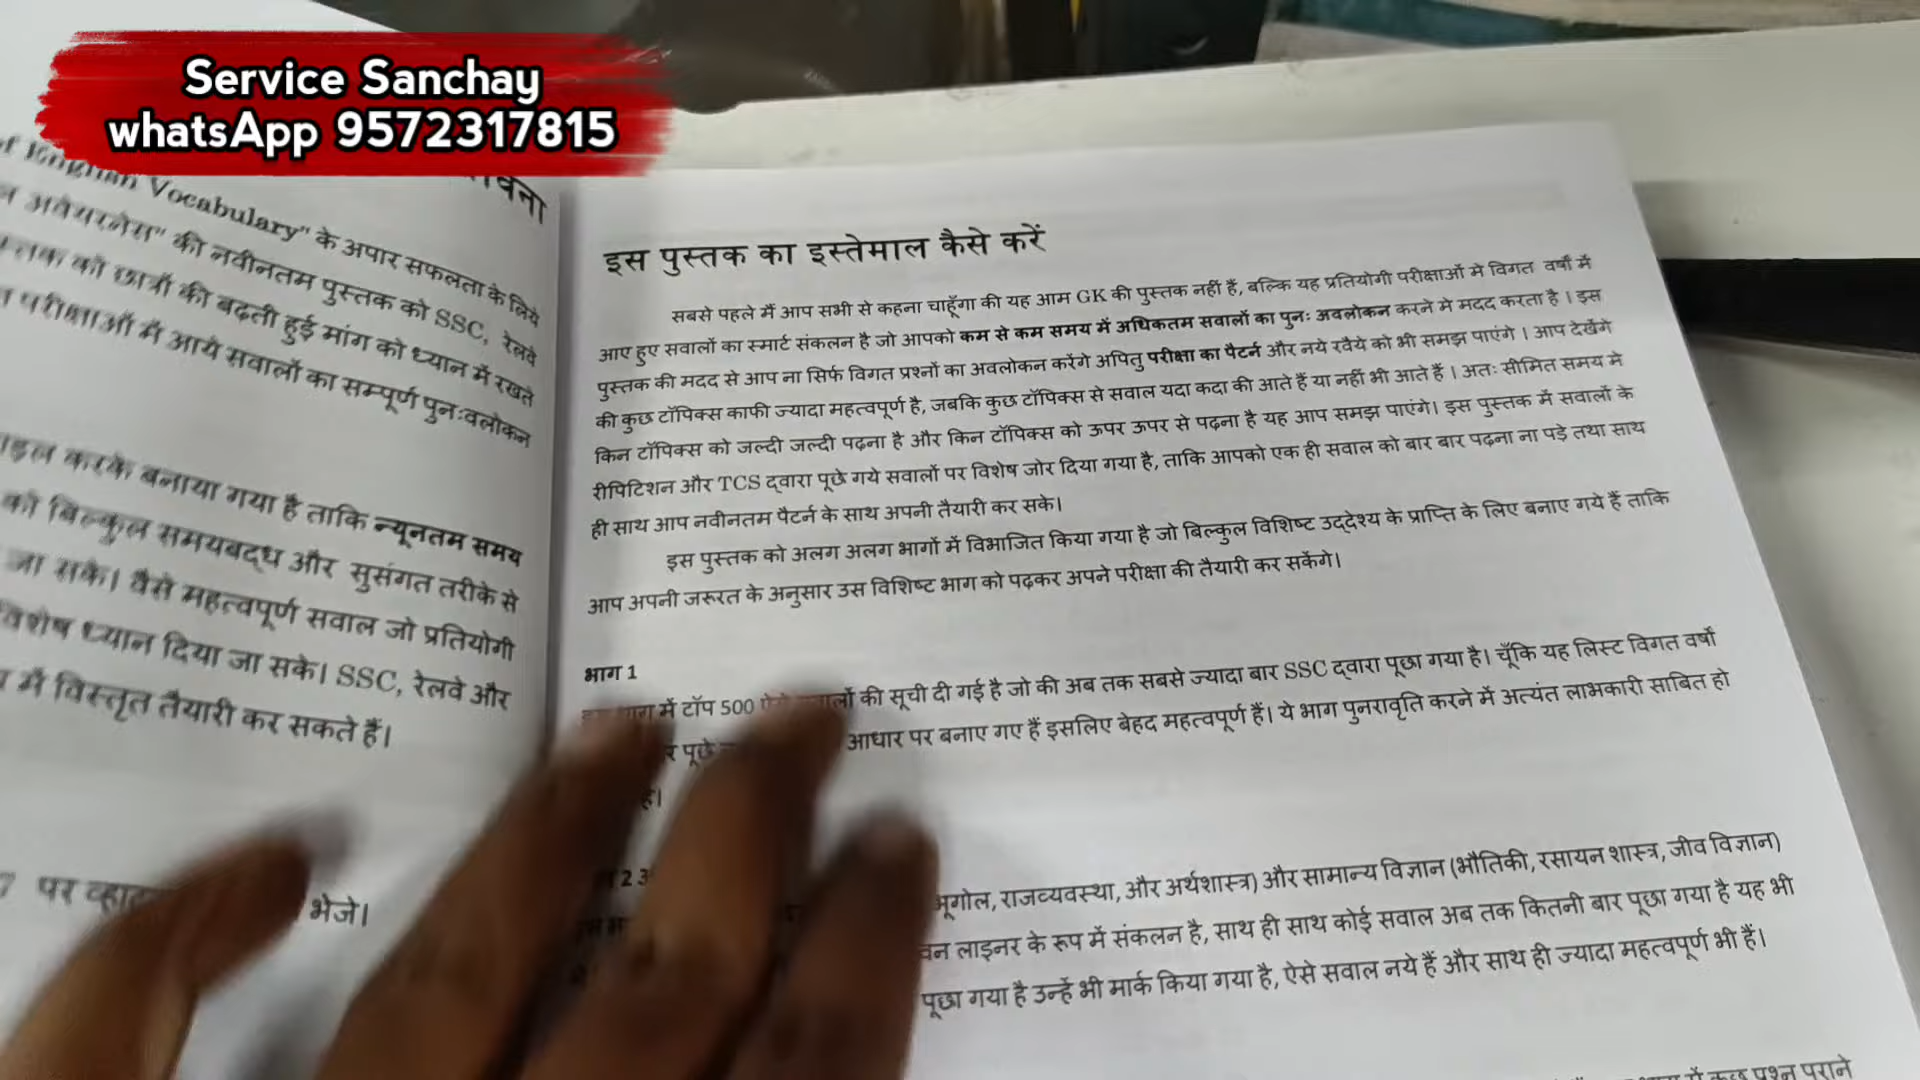 Service Sanchay
whatsApp 9572317815
Vocabulary" के अपार सफलता के लिये
अवेयरनेस" की नवीनतम पुस्तक को SSC, रेलवे
को छात्रों की बढ़ती हुई मांग को ध्यान में रखते
परीक्षाओं में आये सवालों का सम्पूर्ण पुनःवलोकन
करके बनाया गया है ताकि न्यूनतम समय
को बिल्कुल समयबद्ध और सुसंगत तरीके से
जा सके। वैसे महत्वपूर्ण सवाल जो प्रतियोगी
विशेष ध्यान दिया जा सके। SSC, रेलवे और
में विस्तृत तैयारी कर सकते हैं।
7 पर भेजे।
इस पुस्तक का इस्तेमाल कैसे करें
सबसे पहले मैं आप सभी से कहना चाहूँगा की यह आम GK की पुस्तक नहीं हैं, बल्कि यह प्रतियोगी परीक्षाओं मे विगत वर्षों में
आए हुए सवालों का स्मार्ट संकलन है जो आपको कम से कम समय में अधिकतम सवालों का पुनः अवलोकन करने मे मदद करता है । इस
पुस्तक की मदद से आप ना सिर्फ विगत प्रश्नों का अवलोकन करेंगे अपितु परीक्षा का पैटर्न और नये रवैये को भी समझ पाएंगे । आप देखेंगे
की कुछ टॉपिक्स काफी ज्यादा महत्वपूर्ण है, जबकि कुछ टॉपिक्स से सवाल यदा कदा की आते हैं या नहीं भी आते हैं । अतः सीमित समय मे
किन टॉपिक्स को जल्दी जल्दी पढ़ना है और किन टॉपिक्स को ऊपर ऊपर से पढ़ना है यह आप समझ पाएंगे। इस पुस्तक में सवालों के
रीपिटिशन और TCS द्वारा पूछे गये सवालों पर विशेष जोर दिया गया है, ताकि आपको एक ही सवाल को बार बार पढ़ना ना पड़े तथा साथ
ही साथ आप नवीनतम पैटर्न के साथ अपनी तैयारी कर सके।
इस पुस्तक को अलग अलग भागों में विभाजित किया गया है जो बिल्कुल विशिष्ट उद्देश्य के प्राप्ति के लिए बनाए गये हैं ताकि
आप अपनी जरूरत के अनुसार उस विशिष्ट भाग को पढ़कर अपने परीक्षा की तैयारी कर सकेंगे।
भाग 1
में टॉप 500 की सूची दी गई है जो की अब तक सबसे ज्यादा बार SSC द्वारा पूछा गया है। चूँकि यह लिस्ट विगत वर्षों
पूछे आधार पर बनाए गए हैं इसलिए बेहद महत्वपूर्ण हैं। ये भाग पुनरावृति करने में अत्यंत लाभकारी साबित हो
2
भूगोल, राजव्यवस्था, और अर्थशास्त्र) और सामान्य विज्ञान (भौतिकी, रसायन शास्त्र, जीव विज्ञान)
वन लाइनर के रूप में संकलन है, साथ ही साथ कोई सवाल अब तक कितनी बार पूछा गया है यह भी
पूछा गया है उन्हें भी मार्क किया गया है, ऐसे सवाल नये हैं और साथ ही ज्यादा महत्वपूर्ण भी हैं।
में कुछ प्रश्न पुराने